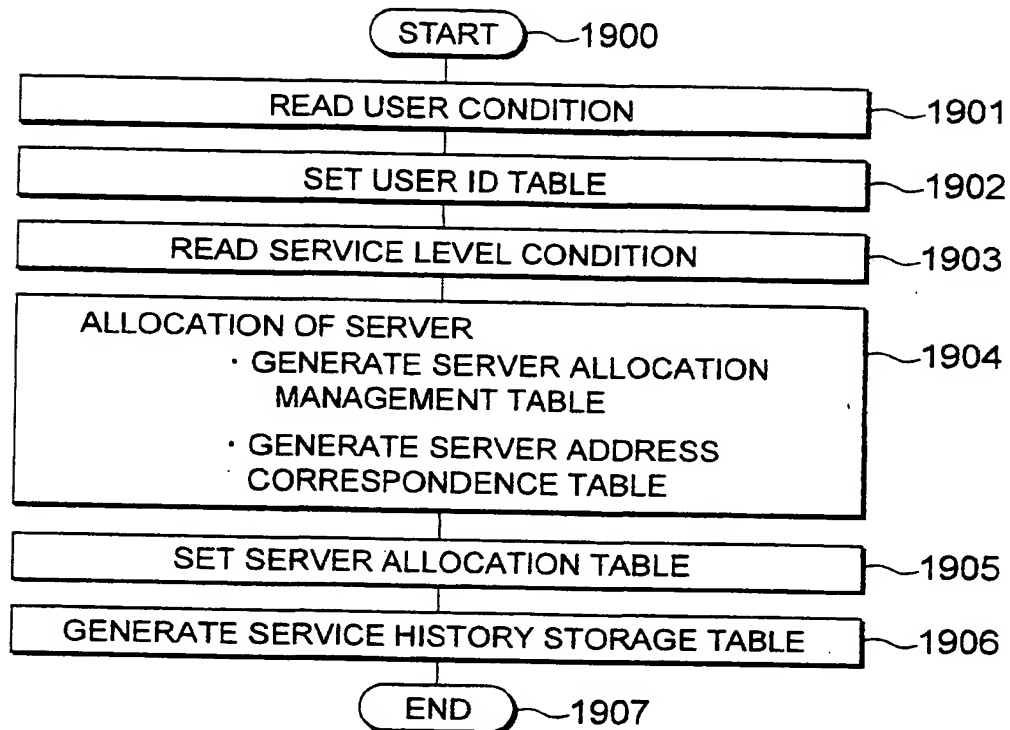 START 1900
READ USER CONDITION 1901
SET USER ID TABLE 1902
READ SERVICE LEVEL CONDITION 1903
ALLOCATION OF SERVER
· GENERATE SERVER ALLOCATION 1904
MANAGEMENT TABLE
· GENERATE SERVER ADDRESS
CORRESPONDENCE TABLE
SET SERVER ALLOCATION TABLE 1905
GENERATE SERVICE HISTORY STORAGE TABLE 1906
END 1907